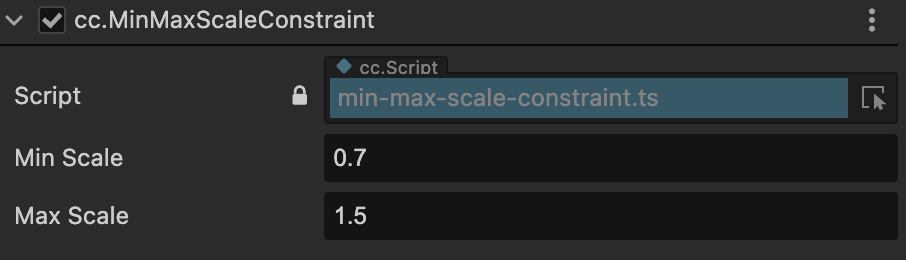 cc.MinMaxScaleConstraint
cc.Script
Script
min-max-scale-constraint.ts
Min Scale
0.7
Max Scale
1.5